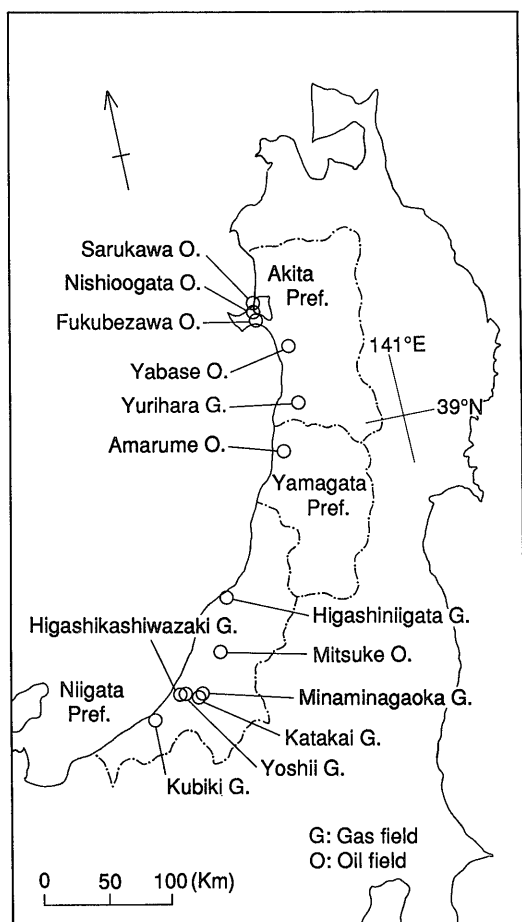 Sarukawa O.
Nishioogata O.
Fukubezawa O.
Akita
Pref.
141°E
Yabase O.
Yurihara G.
39°N
Amarume O.
Yamagata
Pref.
Higashiniigata G.
Higashikashiwazaki G.
Mitsuke O.
Niigata
Pref.
Minaminagaoka G.
Katakai G.
Yoshii G.
Kubiki G.
G: Gas field
O: Oil field
0 50 100 (Km)